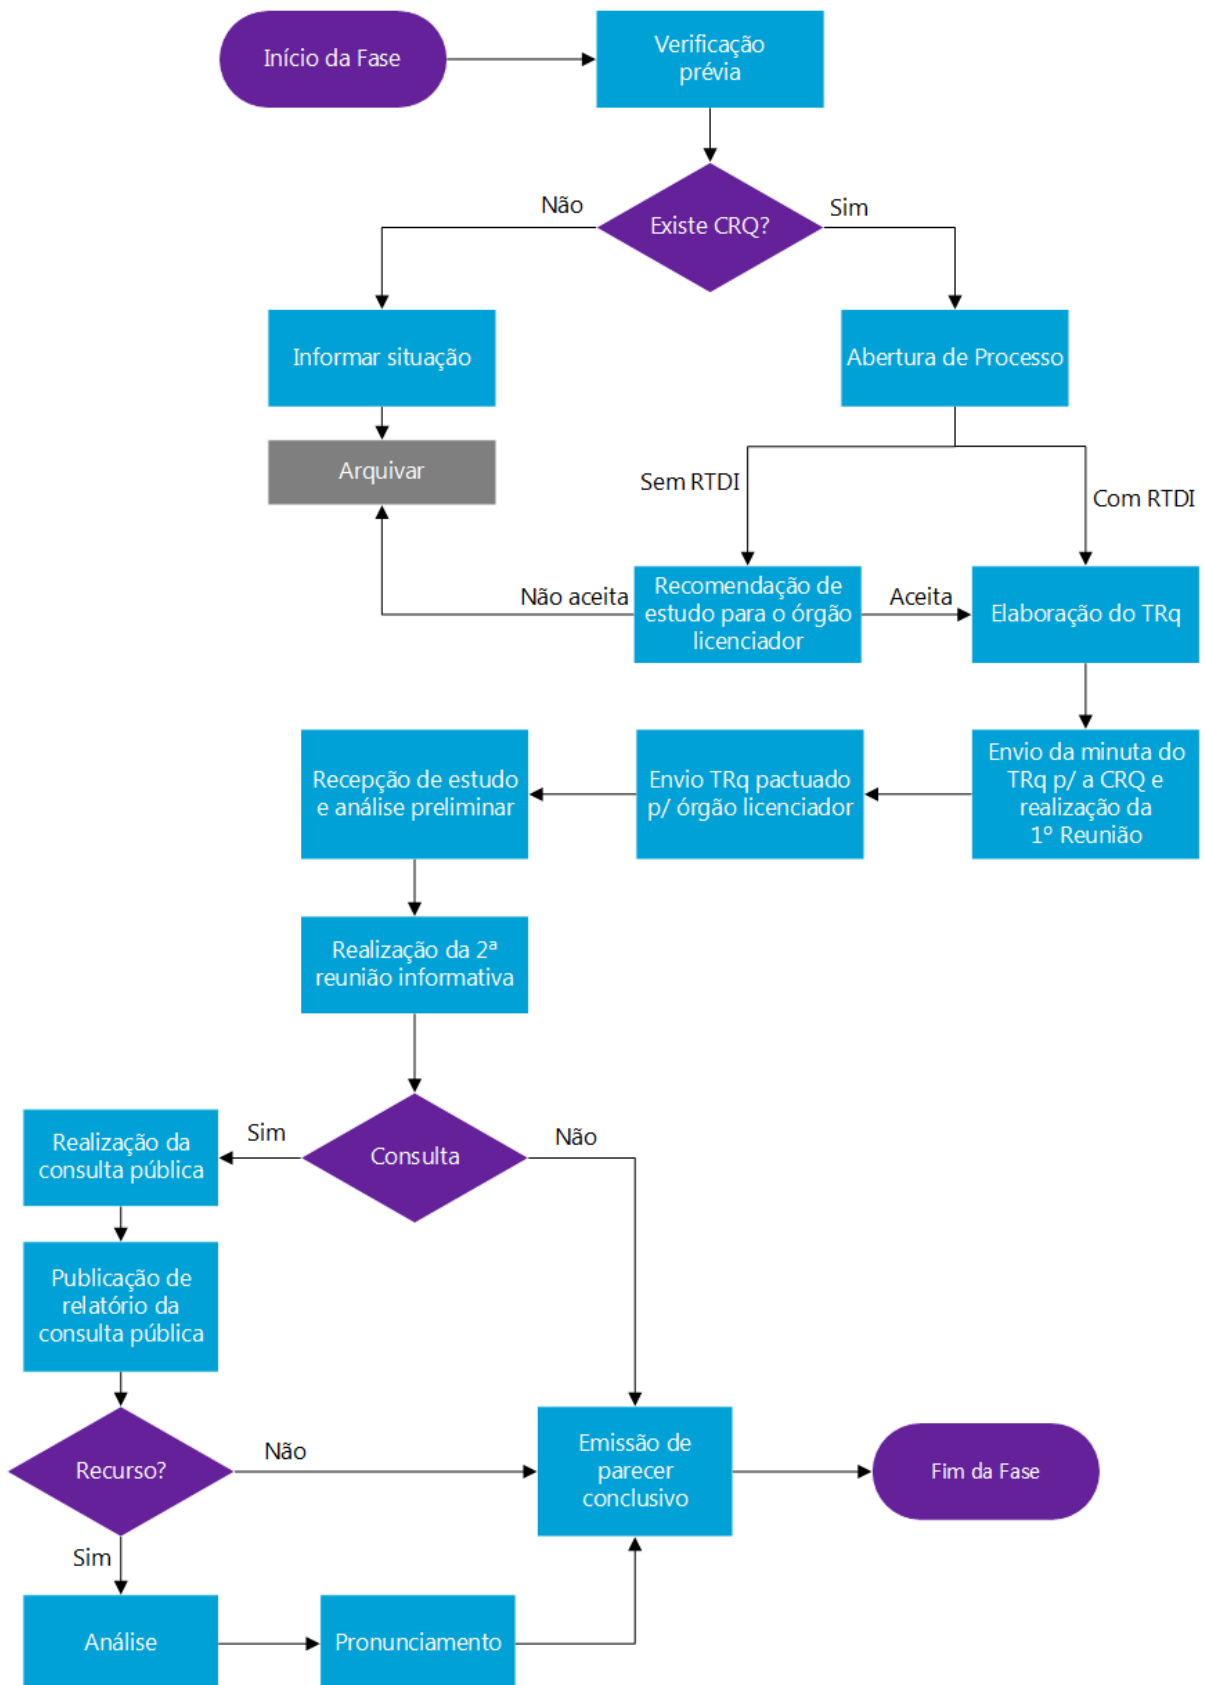 Início da Fase
Verificação
prévia
Não
Existe CRQ?
Sim
Informar situação
Abertura de Processo
Arquivar
Sem RTDI
Com RTDI
Não aceita
Recomendação de
estudo para o órgão
licenciador
Aceita
Elaboração do TRq
Recepção de estudo
e análise preliminar
Envio TRq pactuado
p/ órgão licenciador
Envio da minuta do
TRq p/ a CRQ e
realização da
1º Reunião
Realização da 2ª
reunião informativa
Realização da
consulta pública
Sim
Consulta
Não
Publicação de
relatório da
consulta pública
Recurso?
Não
Emissão de
parecer
conclusivo
Fim da Fase
Sim
Análise
Pronunciamento